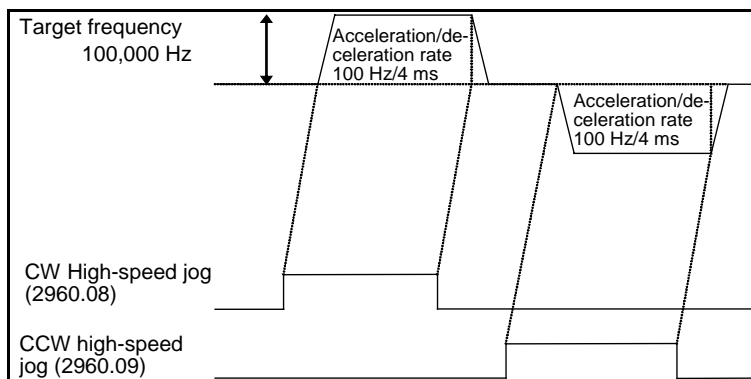 Target frequency
100,000 Hz
Acceleration/de-
celeration rate
100 Hz/4 ms
Acceleration/de-
celeration rate
100 Hz/4 ms
CW High-speed jog
(2960.08)
CCW high-speed
jog (2960.09)